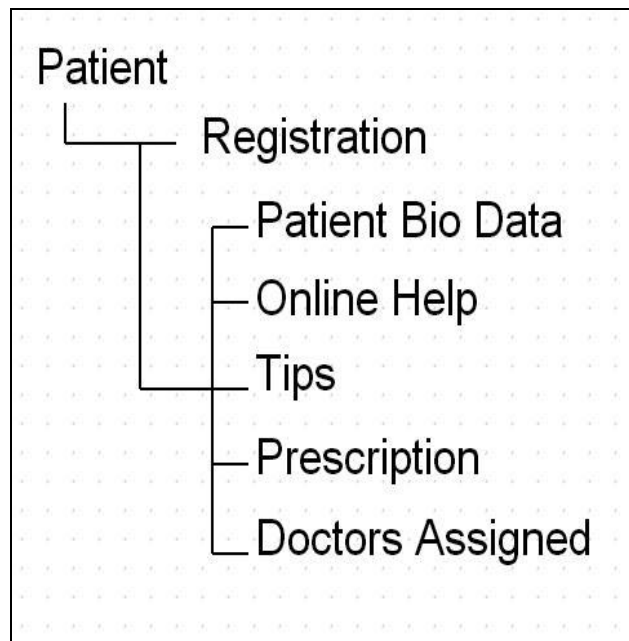 Patient
Registration
Patient Bio Data
Online Help
Tips
Prescription
Doctors Assigned